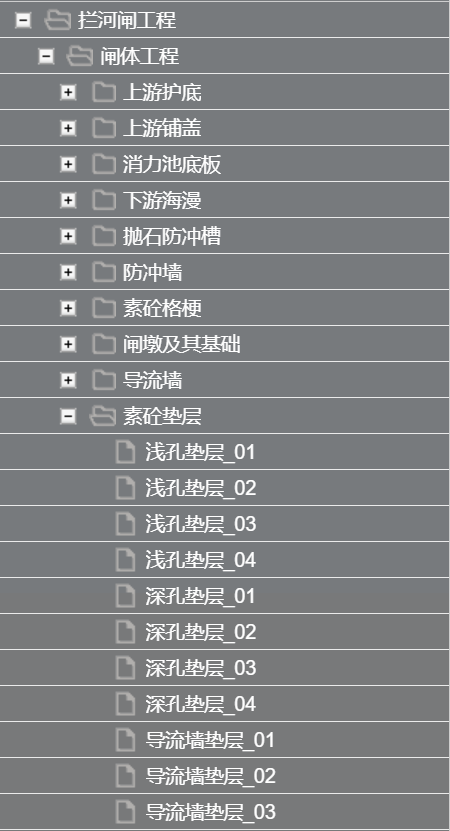 拦河闸工程
闸体工程
上游护底
上游铺盖
消力池底板
下游海漫
抛石防冲槽
防冲墙
素砼格梗
闸墩及其基础
导流墙
素砼垫层
浅孔垫层_01
浅孔垫层_02
浅孔垫层_03
浅孔垫层_04
深孔垫层_01
深孔垫层_02
深孔垫层_03
深孔垫层_04
导流墙垫层_01
导流墙垫层_02
导流墙垫层_03